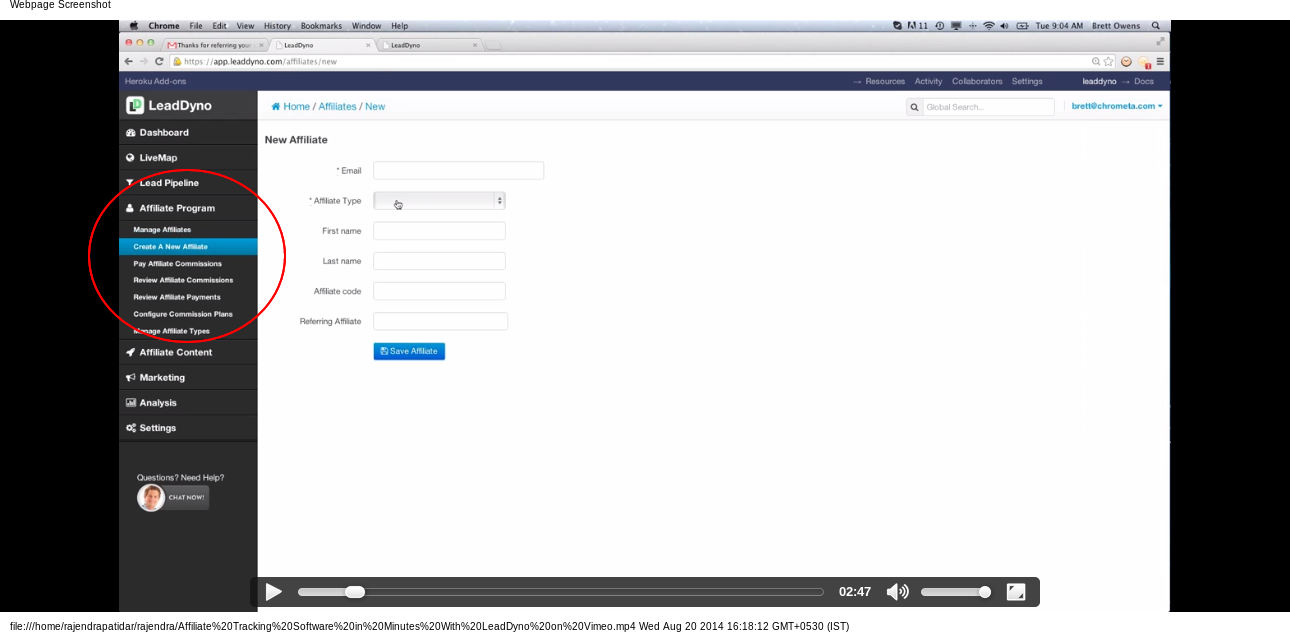 Webpage Screenshot
Chrome File Edit View History Bookmarks Window Help 11 Tue 9:04 AM Brett Owens
Thanks for referring your LeadDyno LeadDyno
https://app.leaddyno.com/affiliates/new
Heroku Add-ons → Resources Activity Collaborators Settings leaddyno → Docs
LeadDyno Home / Affiliates / New Global Search... brett@chrometa.com
Dashboard
New Affiliate
LiveMap
* Email
Lead Pipeline
* Affiliate Type
Affiliate Program
Manage Affiliates
First name
Create A New Affiliate
Pay Affiliate Commissions
Last name
Review Affiliate Commissions
Affiliate code
Review Affiliate Payments
Configure Commission Plans
Referring Affiliate
Manage Affiliate Types
Affiliate Content
Save Affiliate
Marketing
Analysis
Settings
Questions? Need Help?
CHAT NOW!
02:47
file:///home/rajendrapatidar/rajendra/Affiliate%20Tracking%20Software%20in%20Minutes%20With%20LeadDyno%20on%20Vimeo.mp4 Wed Aug 20 2014 16:18:12 GMT+0530 (IST)